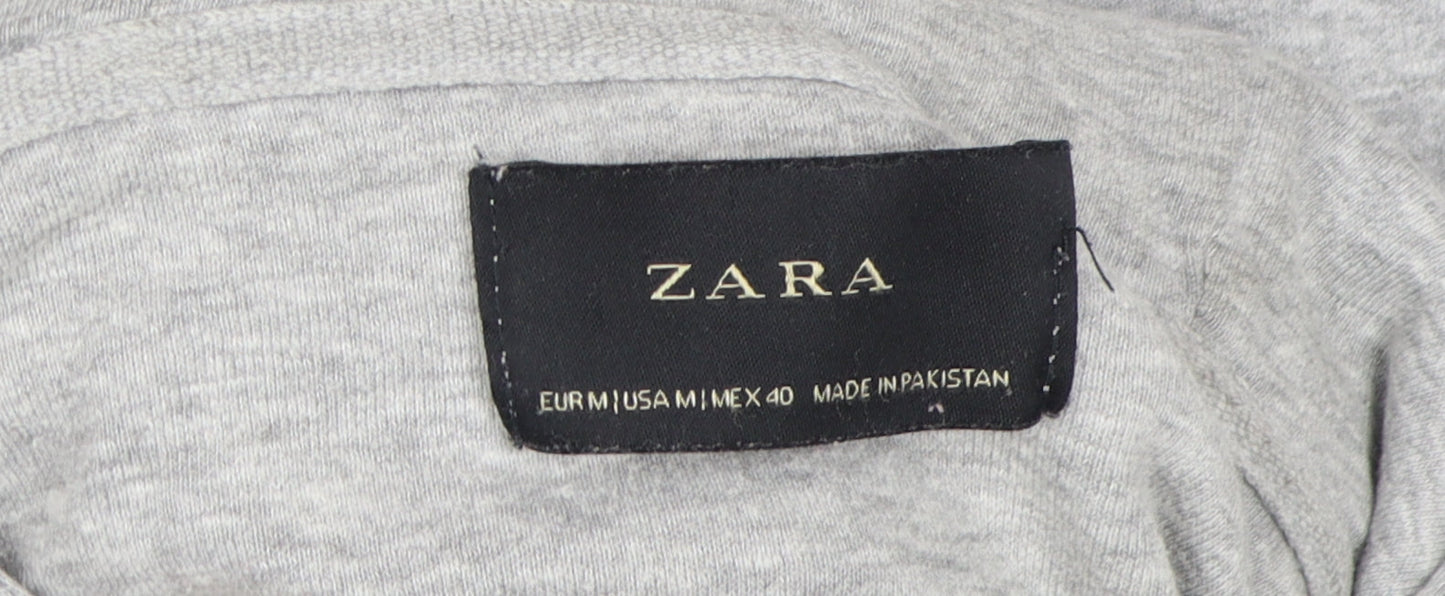 ZARA
EUR M | USA M | MEX 40 MADE IN PAKISTAN